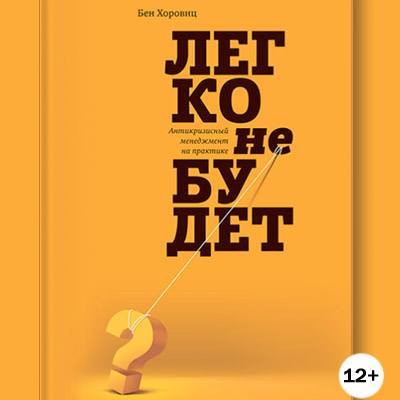 Бен Хоровиц
ЛЕГ
КО
Антикризисный
менеджмент
на практике
не
БУ
ДЕТ
?
12+